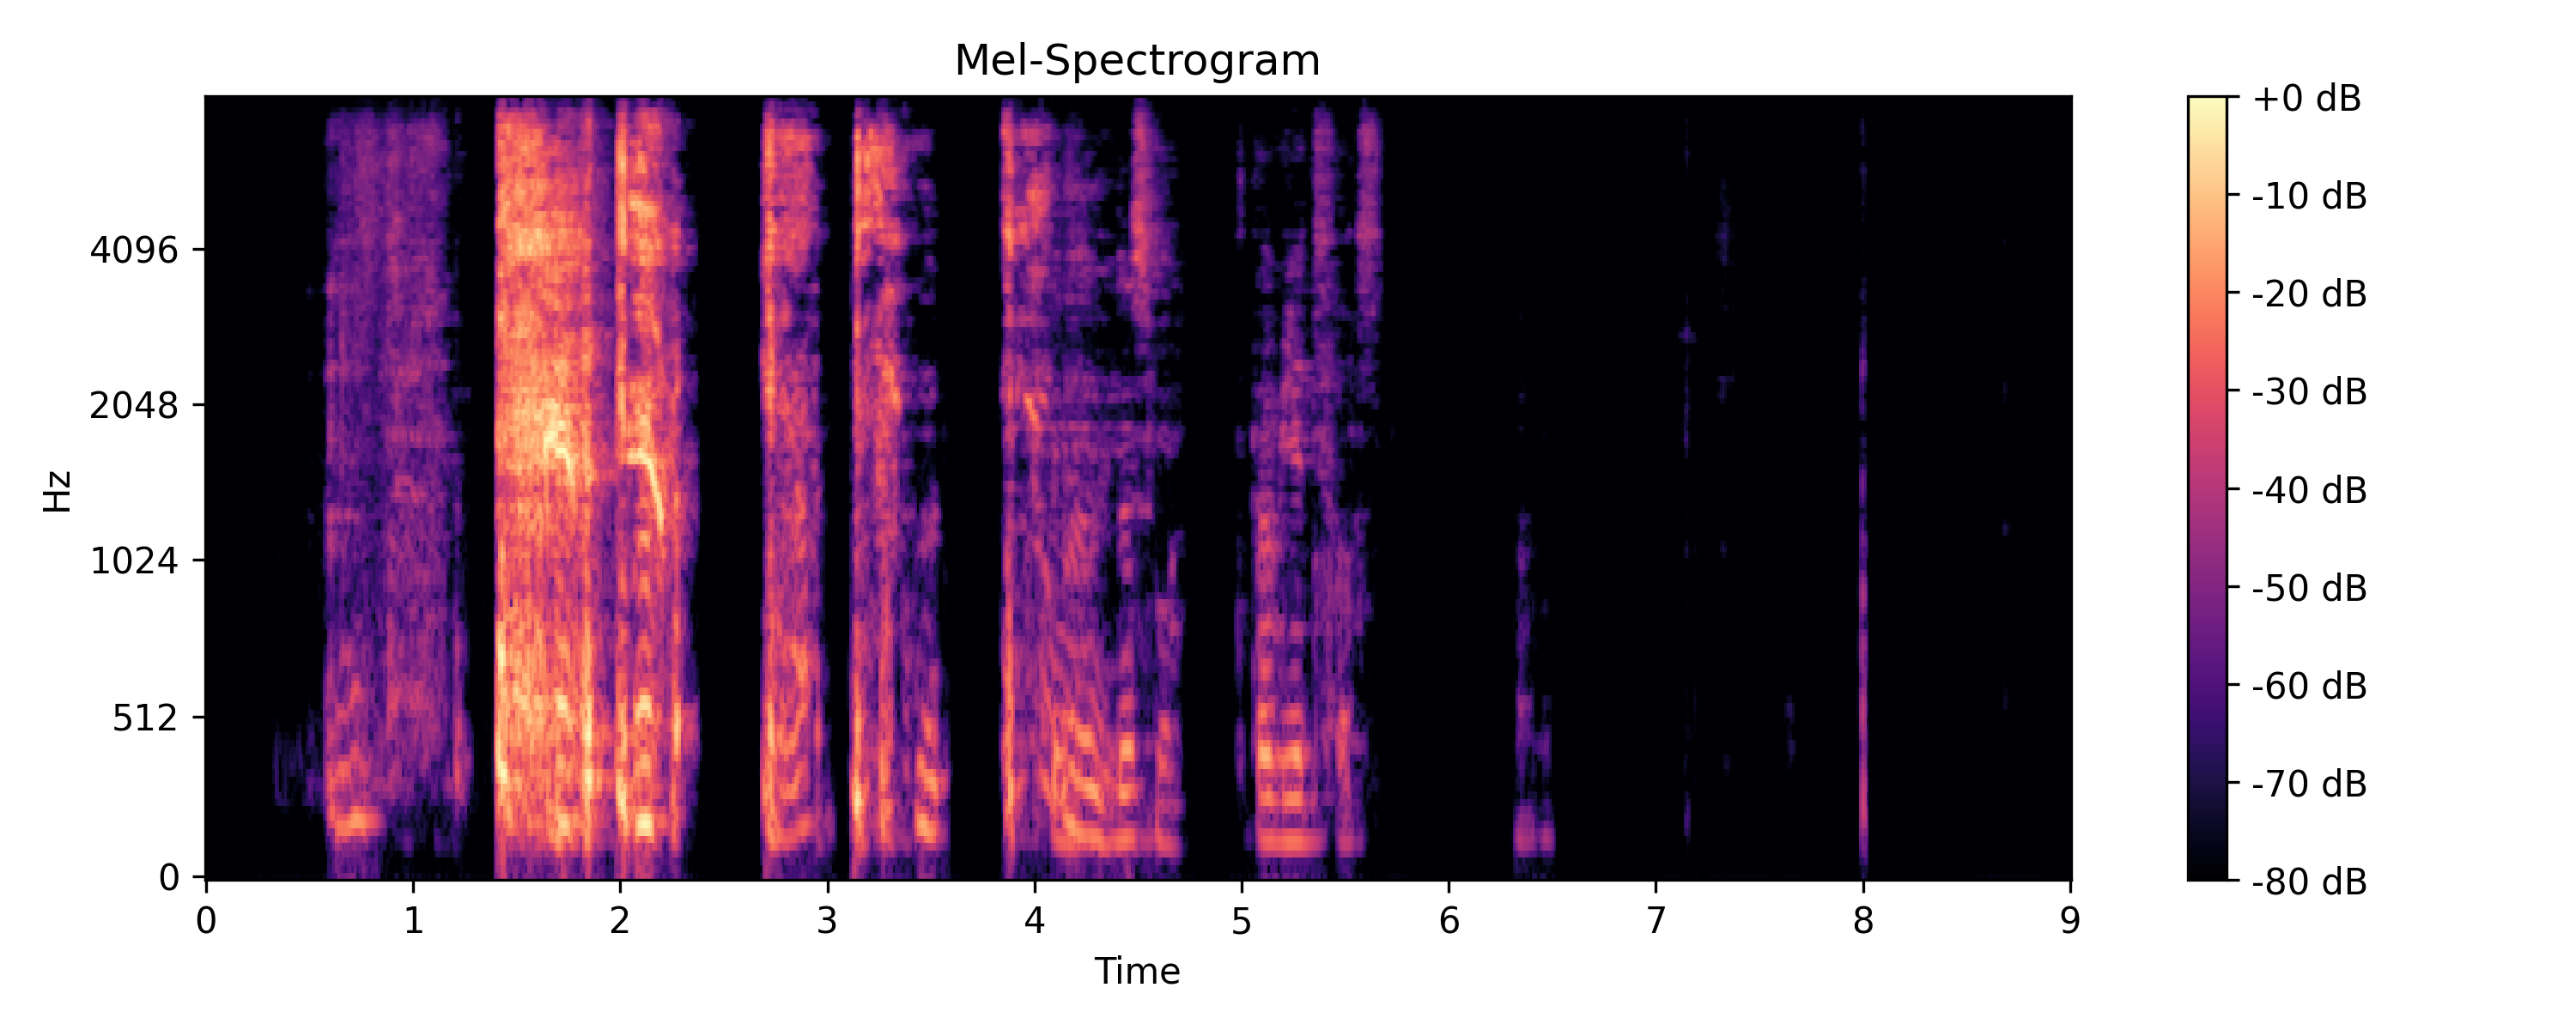 Mel-Spectrogram
+0 dB
-10 dB
4096
-20 dB
2048
-30 dB
Hz
-40 dB
1024
-50 dB
512
-60 dB
-70 dB
0
-80 dB
0 1 2 3 4 5 6 7 8 9
Time